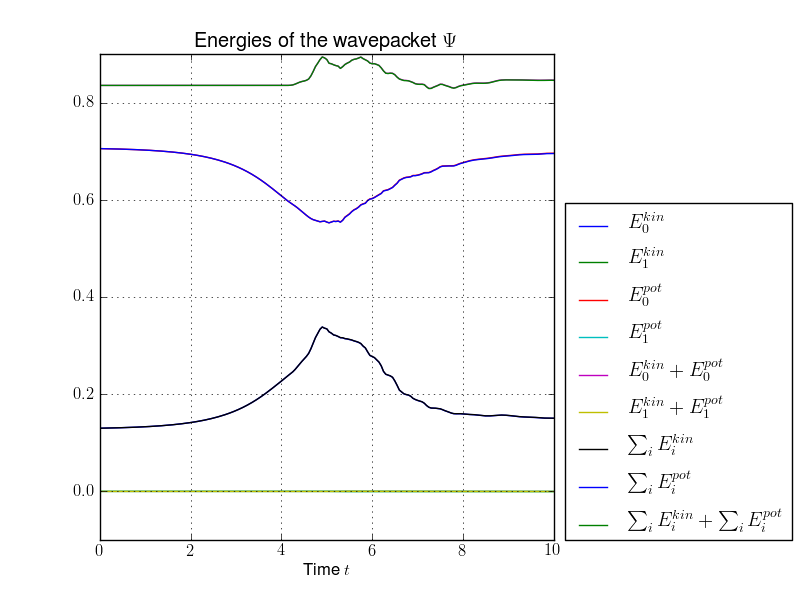 Energies of the wavepacket Ψ
0.8
0.6
0.4
0.2
0.0
0 2 4 6 8 10
Time t
E_0^{kin}
E_1^{kin}
E_0^{pot}
E_1^{pot}
E_0^{kin} + E_0^{pot}
E_1^{kin} + E_1^{pot}
∑_i E_i^{kin}
∑_i E_i^{pot}
∑_i E_i^{kin} + ∑_i E_i^{pot}